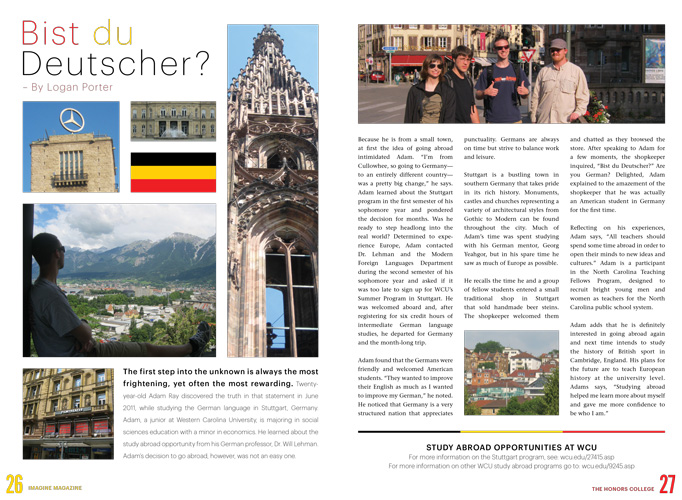 Bist du
Deutscher?
– By Logan Porter
The first step into the unknown is always the most
frightening, yet often the most rewarding. Twenty-
year-old Adam Ray discovered the truth in that statement in June
2011, while studying the German language in Stuttgart, Germany.
Adam, a junior at Western Carolina University, is majoring in social
sciences education with a minor in economics. He learned about the
study abroad opportunity from his German professor, Dr. Will Lehman.
Adam's decision to go abroad, however, was not an easy one.
26
IMAGINE MAGAZINE
Because he is from a small town,
at first the idea of going abroad
intimidated Adam. "I'm from
Cullowhee, so going to Germany—
to an entirely different country—
was a pretty big change," he says.
Adam learned about the Stuttgart
program in the first semester of his
sophomore year and pondered
the decision for months. Was he
ready to step headlong into the
real world? Determined to expe-
rience Europe, Adam contacted
Dr. Lehman and the Modern
Foreign Languages Department
during the second semester of his
sophomore year and asked if it
was too late to sign up for WCU's
Summer Program in Stuttgart. He
was welcomed aboard and, after
registering for six credit hours of
intermediate German language
studies, he departed for Germany
and the month-long trip.
Adam found that the Germans were
friendly and welcomed American
students. "They wanted to improve
their English as much as I wanted
to improve my German," he noted.
He noticed that Germany is a very
structured nation that appreciates
punctuality. Germans are always
on time but strive to balance work
and leisure.
Stuttgart is a bustling town in
southern Germany that takes pride
in its rich history. Monuments,
castles and churches representing a
variety of architectural styles from
Gothic to Modern can be found
throughout the city. Much of
Adam's time was spent studying
with his German mentor, Georg
Yeahgor, but in his spare time he
saw as much of Europe as possible.
He recalls the time he and a group
of fellow students entered a small
traditional shop in Stuttgart
that sold handmade beer steins.
The shopkeeper welcomed them
and chatted as they browsed the
store. After speaking to Adam for
a few moments, the shopkeeper
inquired, "Bist du Deutscher?" Are
you German? Delighted, Adam
explained to the amazement of the
shopkeeper that he was actually
an American student in Germany
for the first time.
Reflecting on his experiences,
Adam says, "All teachers should
spend some time abroad in order to
open their minds to new ideas and
cultures." Adam is a participant
in the North Carolina Teaching
Fellows Program, designed to
recruit bright young men and
women as teachers for the North
Carolina public school system.
Adam adds that he is definitely
interested in going abroad again
and next time intends to study
the history of British sport in
Cambridge, England. His plans for
the future are to teach European
history at the university level.
Adams says, "Studying abroad
helped me learn more about myself
and gave me more confidence to
be who I am."
STUDY ABROAD OPPORTUNITIES AT WCU
For more information on the Stuttgart program, see: wcu.edu/27415.asp
For more information on other WCU study abroad programs go to: wcu.edu/9245.asp
THE HONORS COLLEGE
27